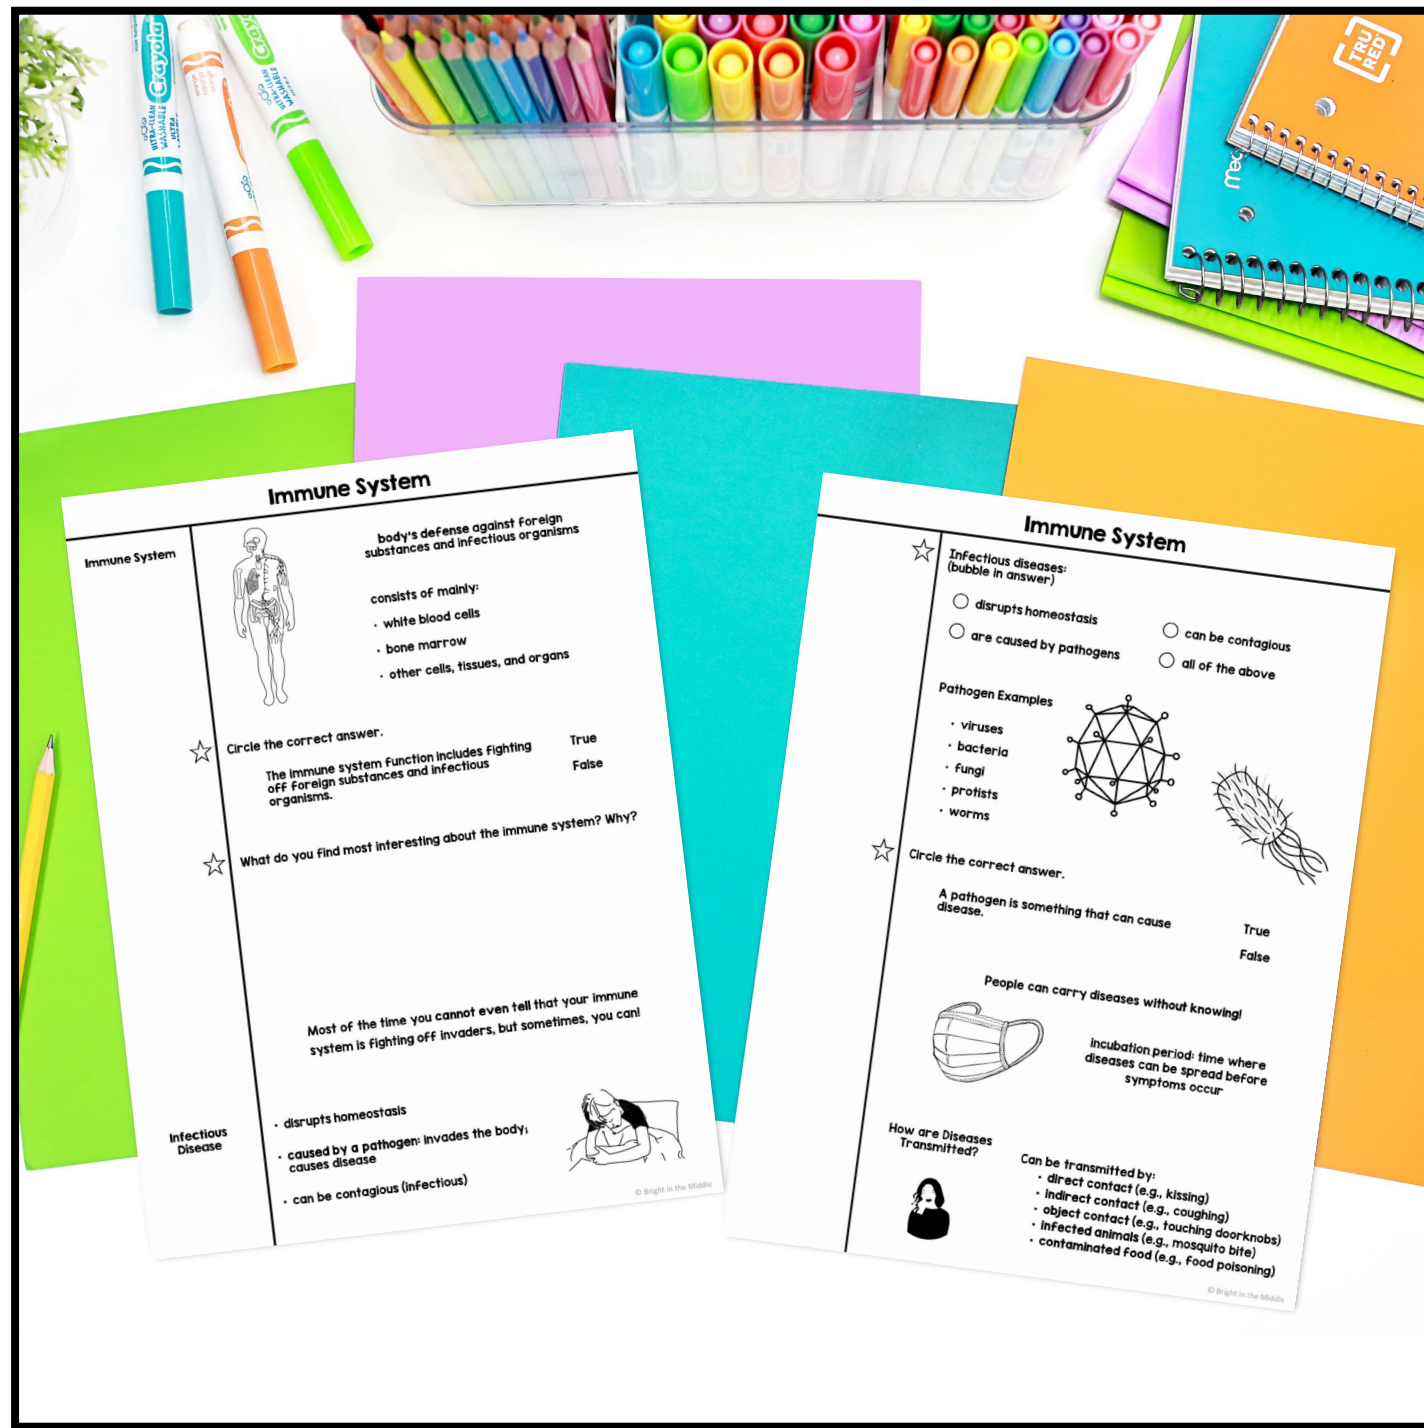 Crayola
ULTRA-CLEAN
WASHABLE
ULTRA
Crayola
ULTRA-CLEAN
WASHABLE
TRU
RED
Immune System
Immune System
body's defense against foreign
substances and infectious organisms
consists of mainly:
· white blood cells
· bone marrow
· other cells, tissues, and organs
Circle the correct answer.
The immune system function includes fighting
off foreign substances and infectious
organisms.
True
False
What do you find most interesting about the immune system? Why?
Most of the time you cannot even tell that your immune
system is fighting off invaders, but sometimes, you can!
Infectious
Disease
· disrupts homeostasis
· caused by a pathogen: invades the body;
causes disease
· can be contagious (infectious)
© Bright in the Middle
Immune System
Infectious diseases:
(bubble in answer)
disrupts homeostasis
can be contagious
are caused by pathogens
all of the above
Pathogen Examples
· viruses
· bacteria
· fungi
· protists
· worms
Circle the correct answer.
A pathogen is something that can cause
disease.
True
False
People can carry diseases without knowing!
incubation period: time where
diseases can be spread before
symptoms occur
How are Diseases
Transmitted?
Can be transmitted by:
· direct contact (e.g., kissing)
· indirect contact (e.g., coughing)
· object contact (e.g., touching doorknobs)
· infected animals (e.g., mosquito bite)
· contaminated food (e.g., food poisoning)
© Bright in the Middle